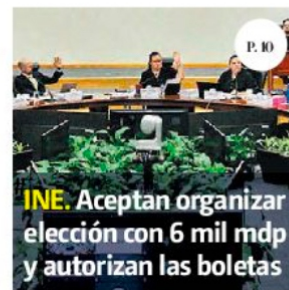 P. 10
INE. Aceptan organizar
elección con 6 mil mdp
y autorizan las boletas